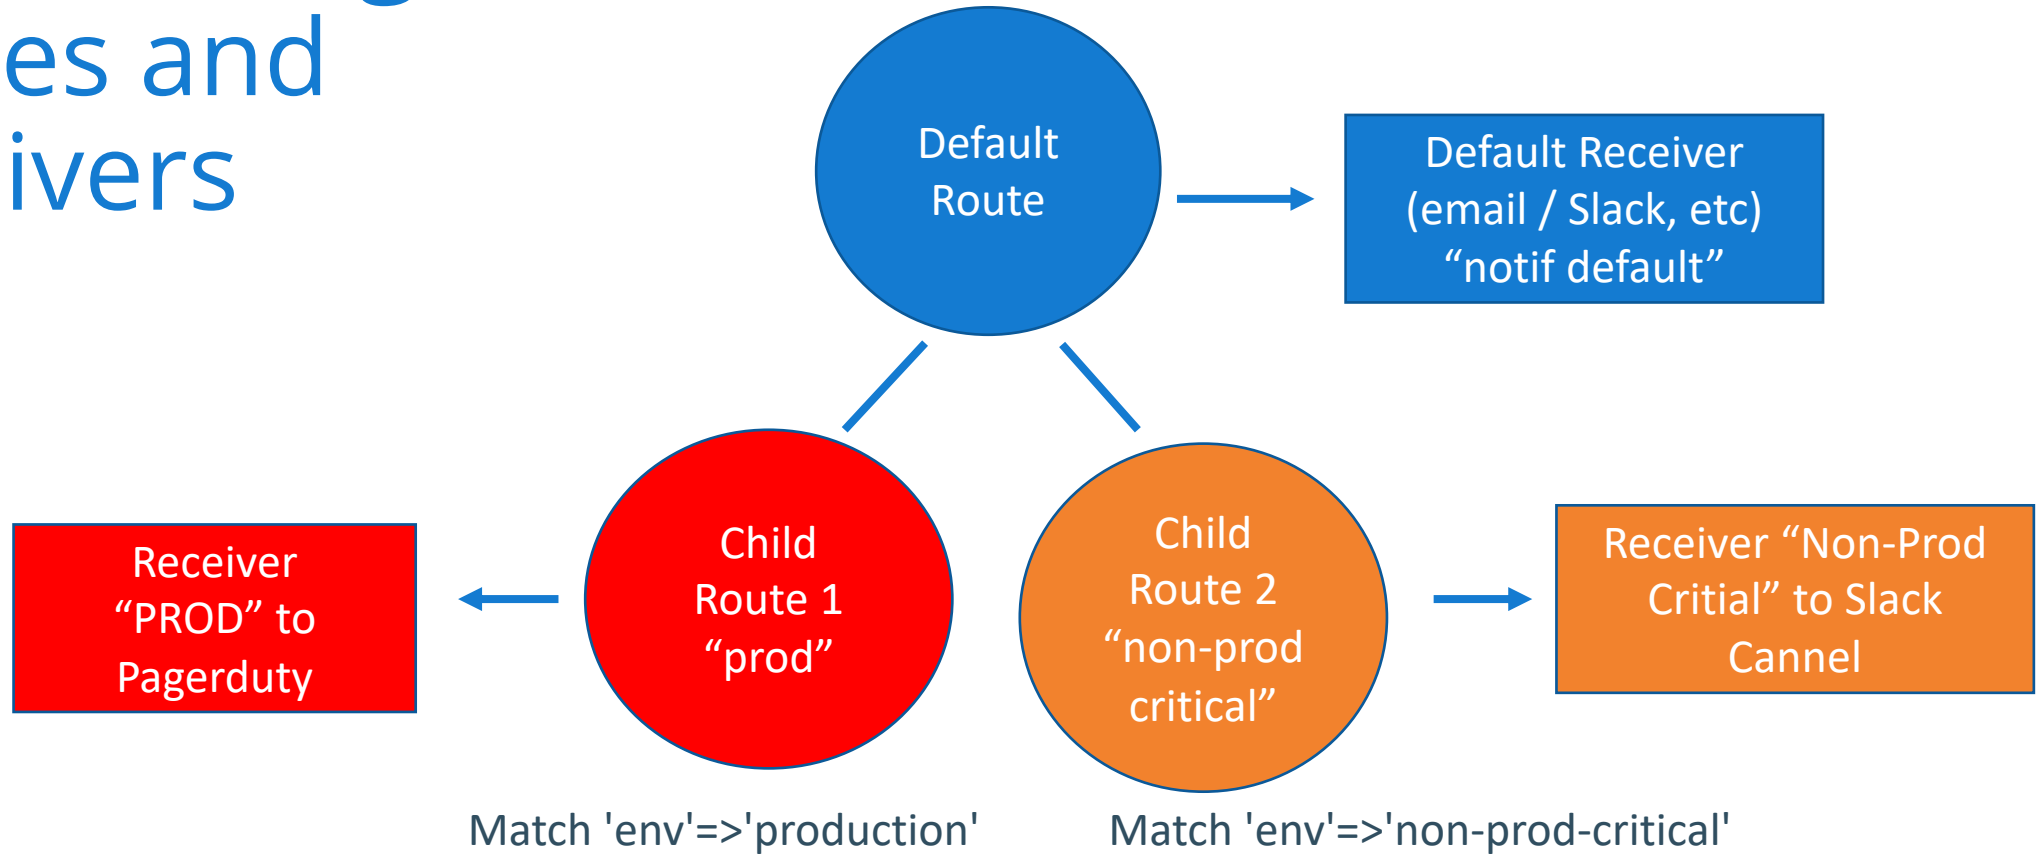 es and
ivers
Default
Route
Default Receiver
(email / Slack, etc)
“notif default”
Receiver
“PROD” to
Pagerduty
Child
Route 1
“prod”
Child
Route 2
“non-prod
critical”
Receiver “Non-Prod
Critial” to Slack
Cannel
Match 'env'=>'production'
Match 'env'=>'non-prod-critical'